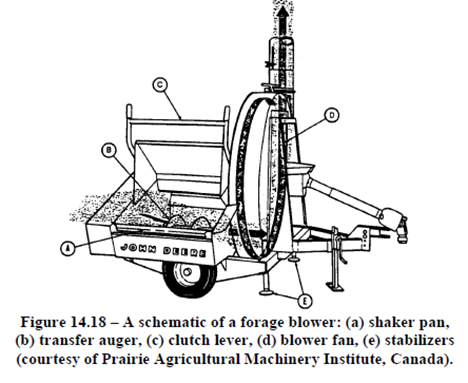 C
D
B
A
JOHN DEERE
E
Figure 14.18 – A schematic of a forage blower: (a) shaker pan,
(b) transfer auger, (c) clutch lever, (d) blower fan, (e) stabilizers
(courtesy of Prairie Agricultural Machinery Institute, Canada).